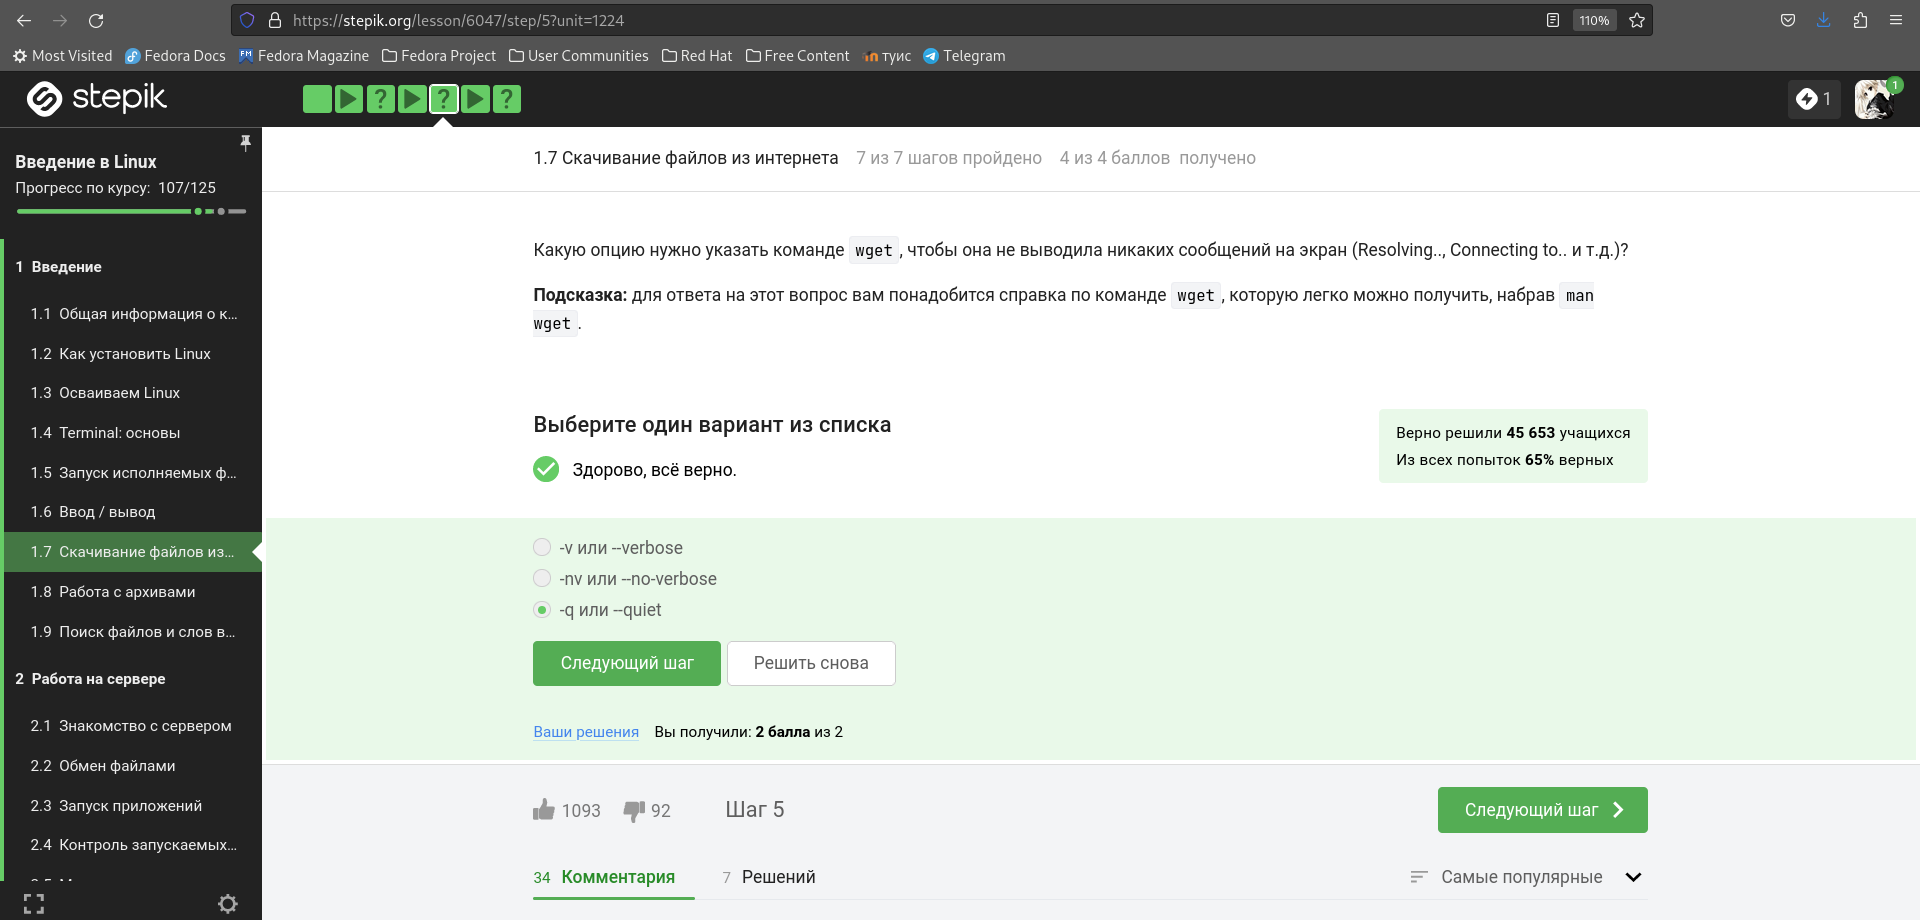 https://stepik.org/lesson/6047/step/5?unit=1224
110%
Most Visited
Fedora Docs
Fedora Magazine
Fedora Project
User Communities
Red Hat
Free Content
туис
Telegram
stepik
1
1
Введение в Linux
Прогресс по курсу: 107/125
1 Введение
1.1 Общая информация о к...
1.2 Как установить Linux
1.3 Осваиваем Linux
1.4 Terminal: основы
1.5 Запуск исполняемых ф...
1.6 Ввод / вывод
1.7 Скачивание файлов из...
1.8 Работа с архивами
1.9 Поиск файлов и слов в...
2 Работа на сервере
2.1 Знакомство с сервером
2.2 Обмен файлами
2.3 Запуск приложений
2.4 Контроль запускаемых...
1.7 Скачивание файлов из интернета 7 из 7 шагов пройдено 4 из 4 баллов получено
Какую опцию нужно указать команде wget, чтобы она не выводила никаких сообщений на экран (Resolving.., Connecting to.. и т.д.)?
Подсказка: для ответа на этот вопрос вам понадобится справка по команде wget, которую легко можно получить, набрав man
wget.
Выберите один вариант из списка
Здорово, всё верно.
Верно решили 45 653 учащихся
Из всех попыток 65% верных
-v или --verbose
-nv или --no-verbose
-q или --quiet
Следующий шаг
Решить снова
Ваши решения Вы получили: 2 балла из 2
1093 92 Шаг 5
Следующий шаг
34 Комментария
7 Решений
Самые популярные